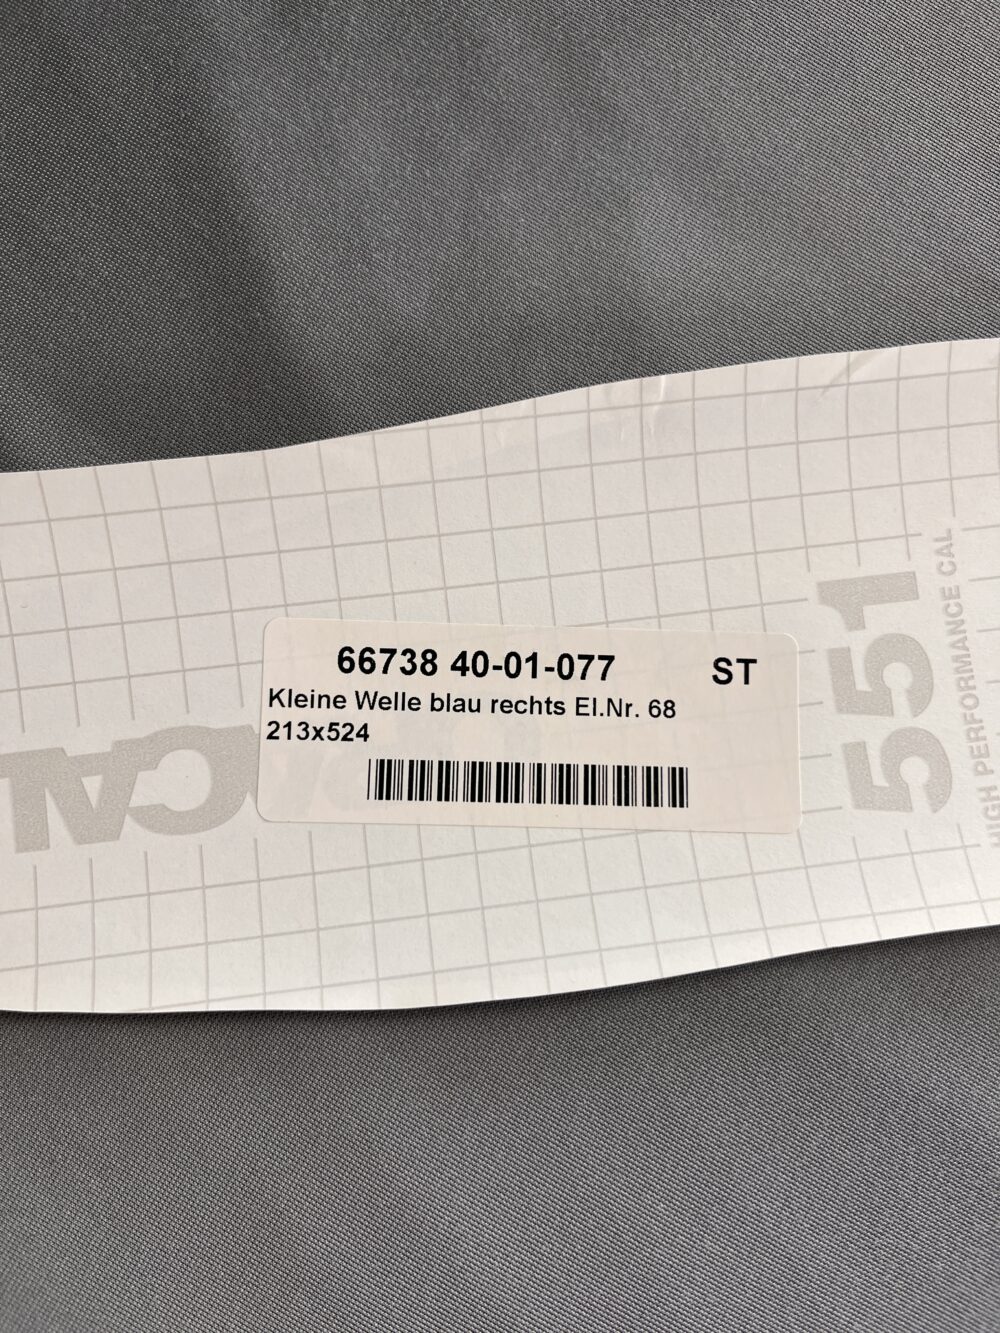 66738 40-01-077 ST
Kleine Welle blau rechts El.Nr. 68
213x524
CAL
551
HIGH PERFORMANCE CAL